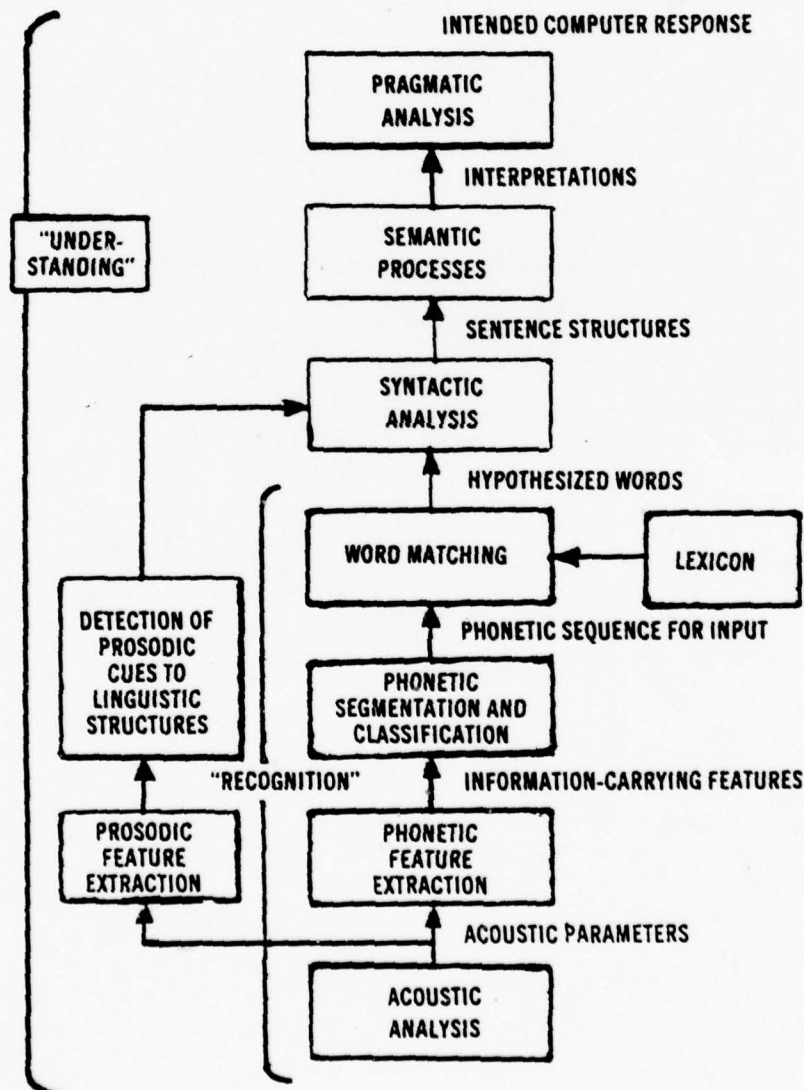 INTENDED COMPUTER RESPONSE
PRAGMATIC
ANALYSIS
INTERPRETATIONS
"UNDER-
STANDING"
SEMANTIC
PROCESSES
SENTENCE STRUCTURES
SYNTACTIC
ANALYSIS
HYPOTHESIZED WORDS
WORD MATCHING
LEXICON
DETECTION OF
PROSODIC
CUES TO
LINGUISTIC
STRUCTURES
PHONETIC SEQUENCE FOR INPUT
PHONETIC
SEGMENTATION AND
CLASSIFICATION
"RECOGNITION"
INFORMATION-CARRYING FEATURES
PROSODIC
FEATURE
EXTRACTION
PHONETIC
FEATURE
EXTRACTION
ACOUSTIC PARAMETERS
ACOUSTIC
ANALYSIS